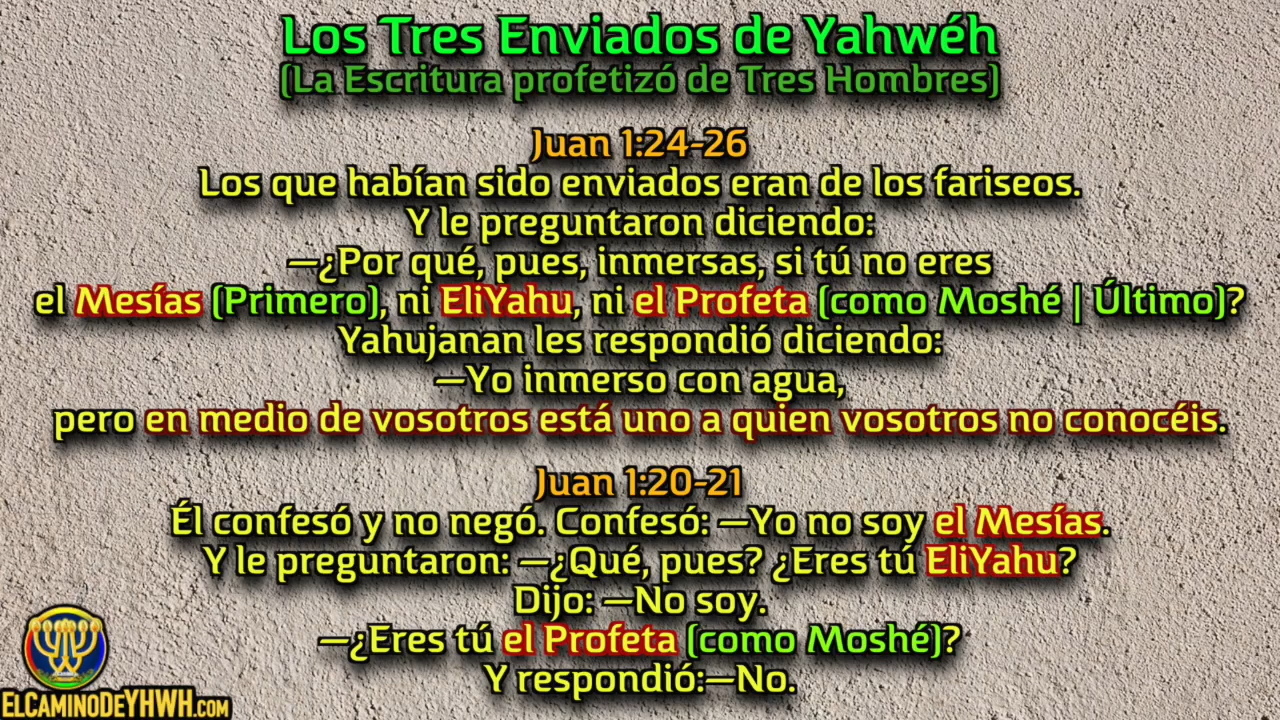 Los Tres Enviados de Yahwéh
(La Escritura profetizó de Tres Hombres)
Juan 1:24-26
Los que habían sido enviados eran de los fariseos.
Y le preguntaron diciendo:
—¿Por qué, pues, inmersas, si tú no eres
el Mesías (Primero), ni EliYahu, ni el Profeta (como Moshé | Último)?
Yahujanan les respondió diciendo:
—Yo inmerso con agua,
pero en medio de vosotros está uno a quien vosotros no conocéis.
Juan 1:20-21
Él confesó y no negó. Confesó: —Yo no soy el Mesías.
Y le preguntaron: —¿Qué, pues? ¿Eres tú EliYahu?
Dijo: —No soy.
—¿Eres tú el Profeta (como Moshé)?
Y respondió:—No.
ELCAMINODEYHWH.com